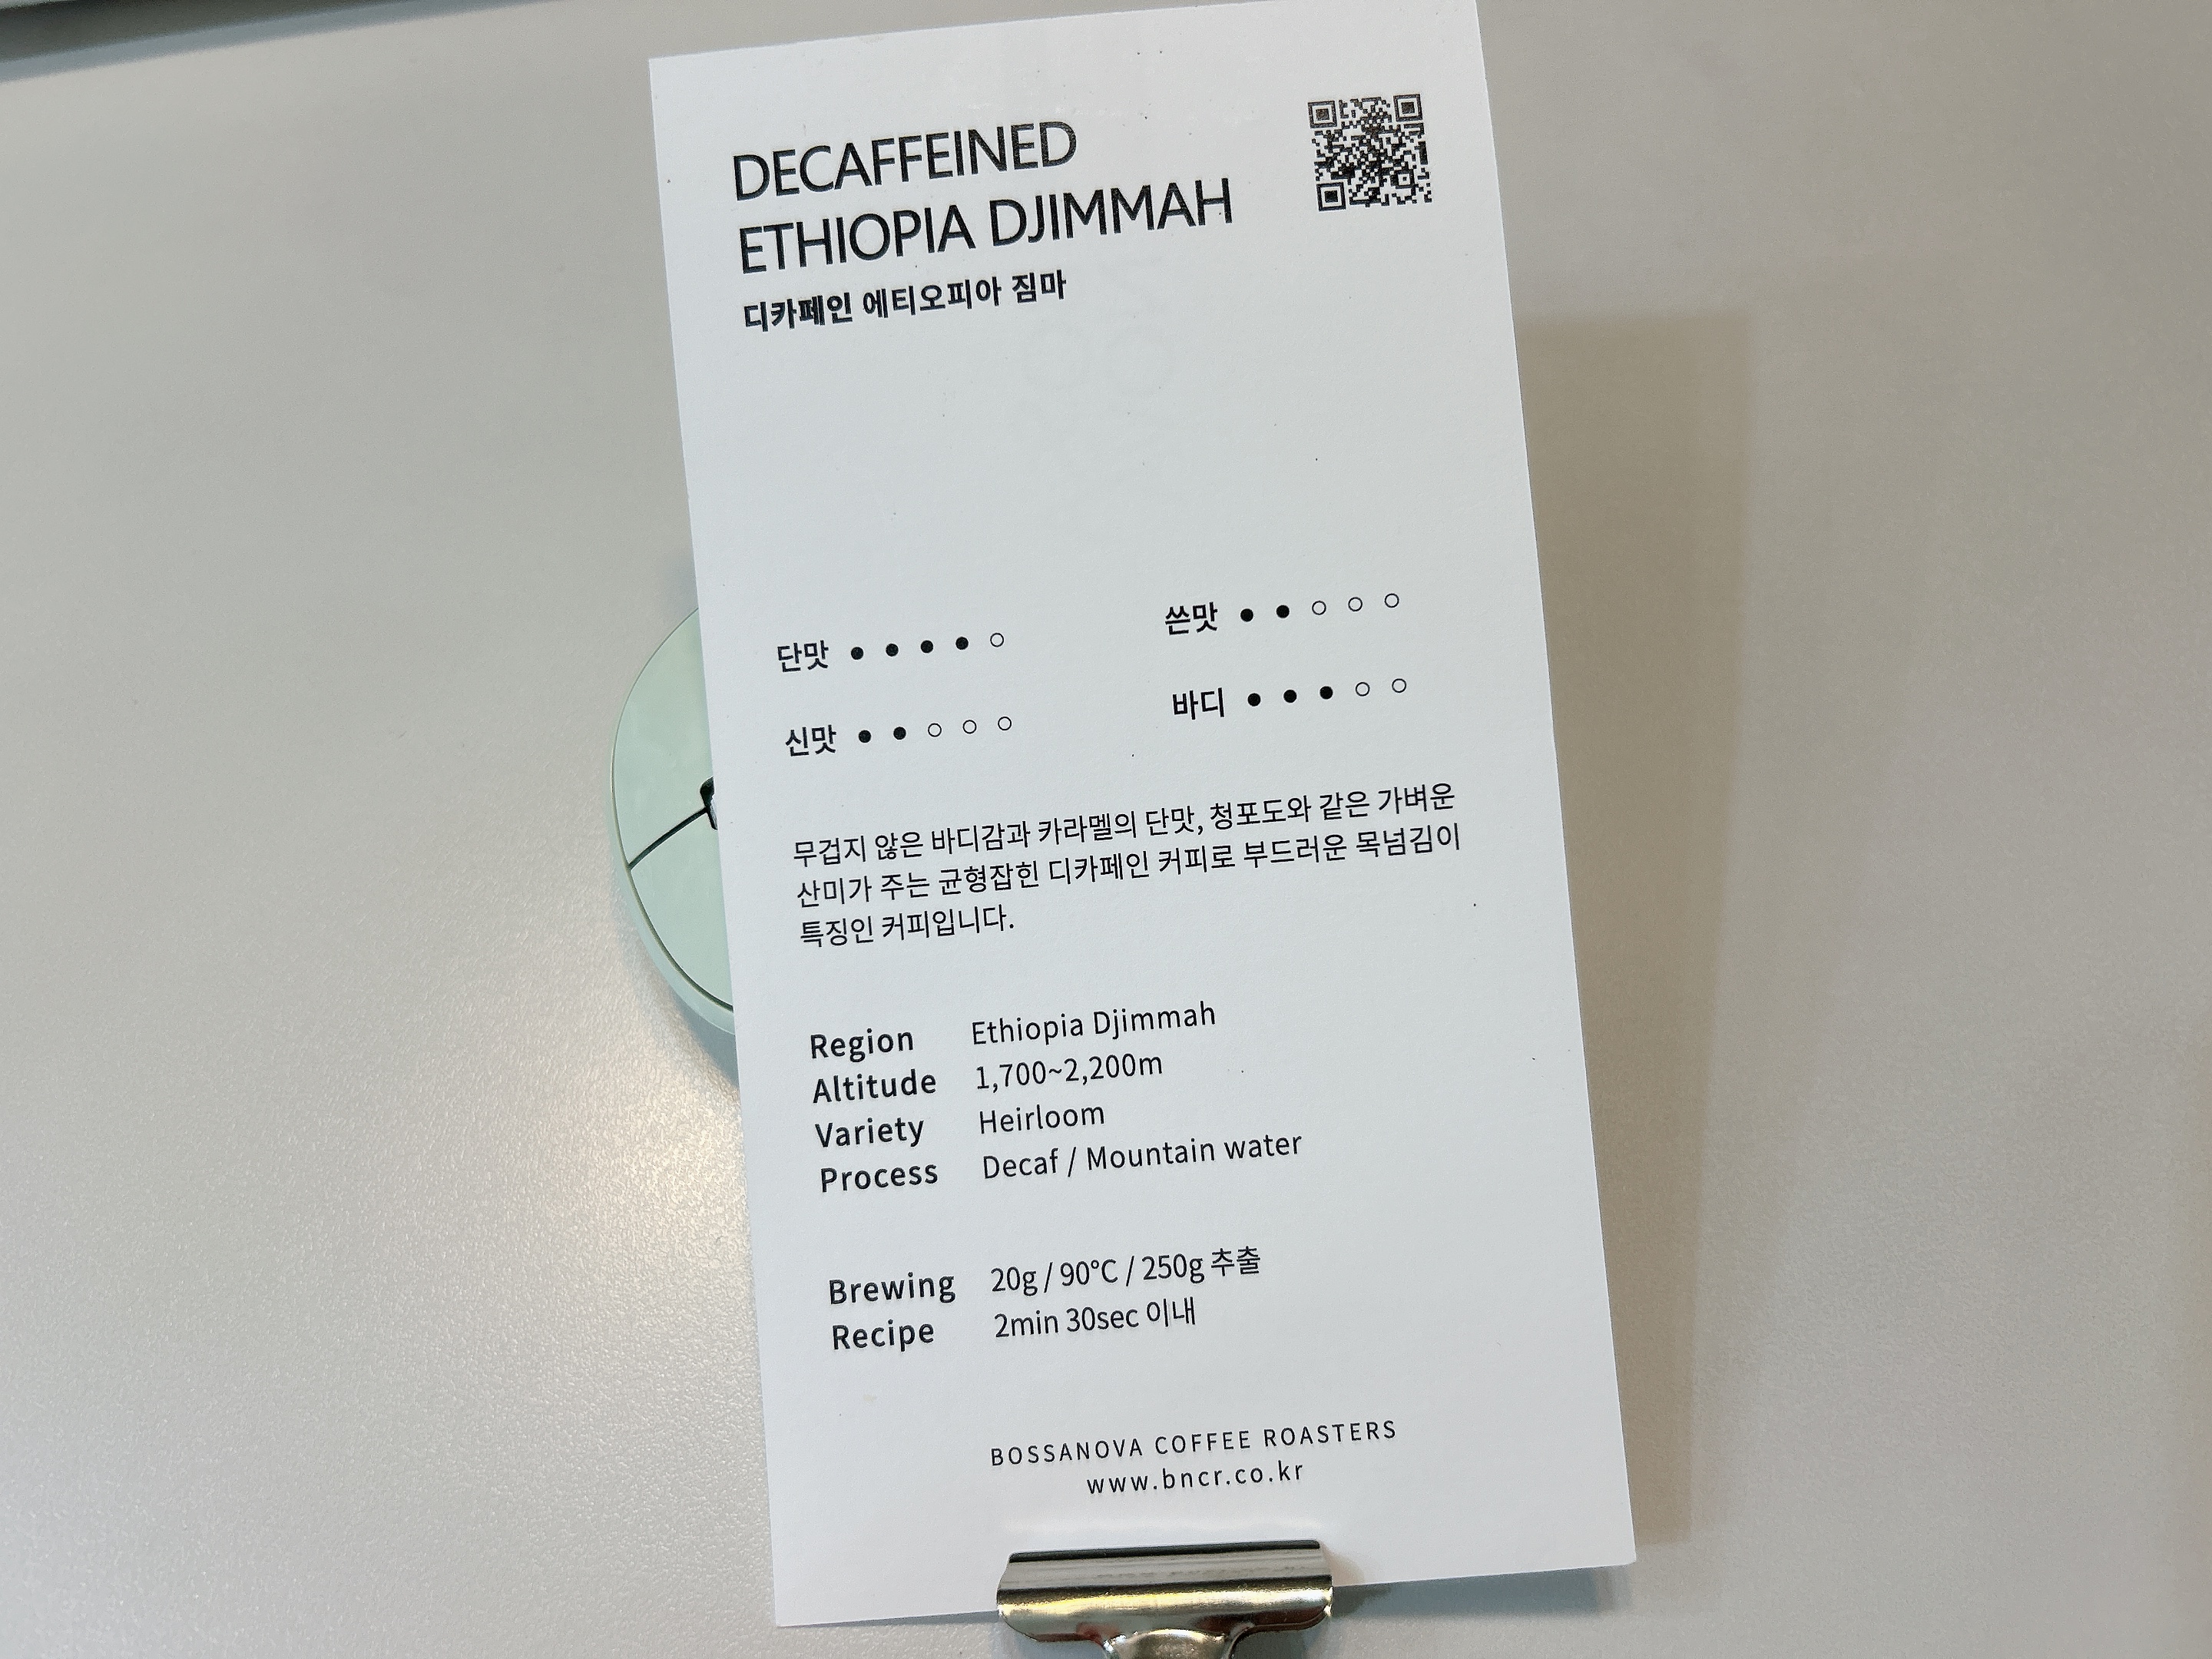 DECAFFEINED
ETHIOPIA DJIMMAH
디카페인 에티오피아 짐마
단맛 ● ● ● ● ○
쓴맛 ● ● ○ ○ ○
신맛 ● ● ○ ○ ○
바디 ● ● ● ○ ○
무겁지 않은 바디감과 카라멜의 단맛, 청포도와 같은 가벼운
산미가 주는 균형잡힌 디카페인 커피로 부드러운 목넘김이
특징인 커피입니다.
Region Ethiopia Djimmah
Altitude 1,700~2,200m
Variety Heirloom
Process Decaf / Mountain water
Brewing 20g / 90°C / 250g 추출
Recipe 2min 30sec 이내
BOSSANOVA COFFEE ROASTERS
www.bncr.co.kr